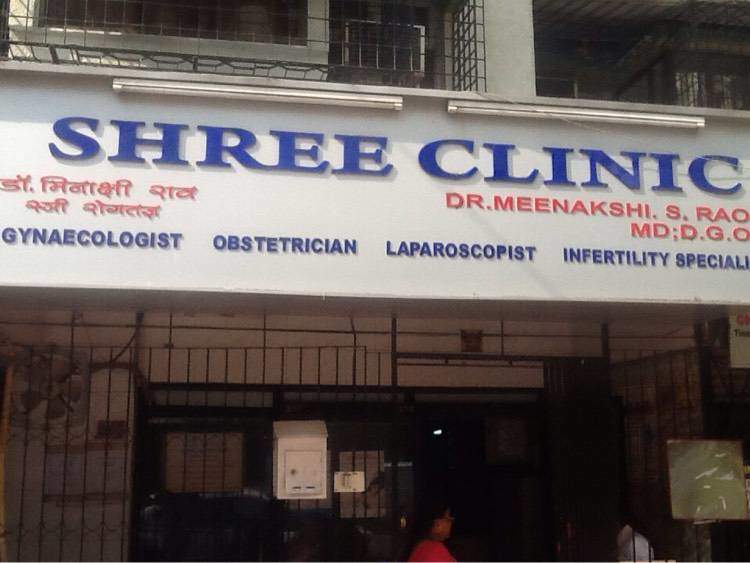 SHREE CLINIC
डॉ. मिनाक्षी राव
स्त्री रोगतज्ञ
DR.MEENAKSHI. S. RAO
MD;D.G.O
GYNAECOLOGIST OBSTETRICIAN LAPAROSCOPIST INFERTILITY SPECIALI